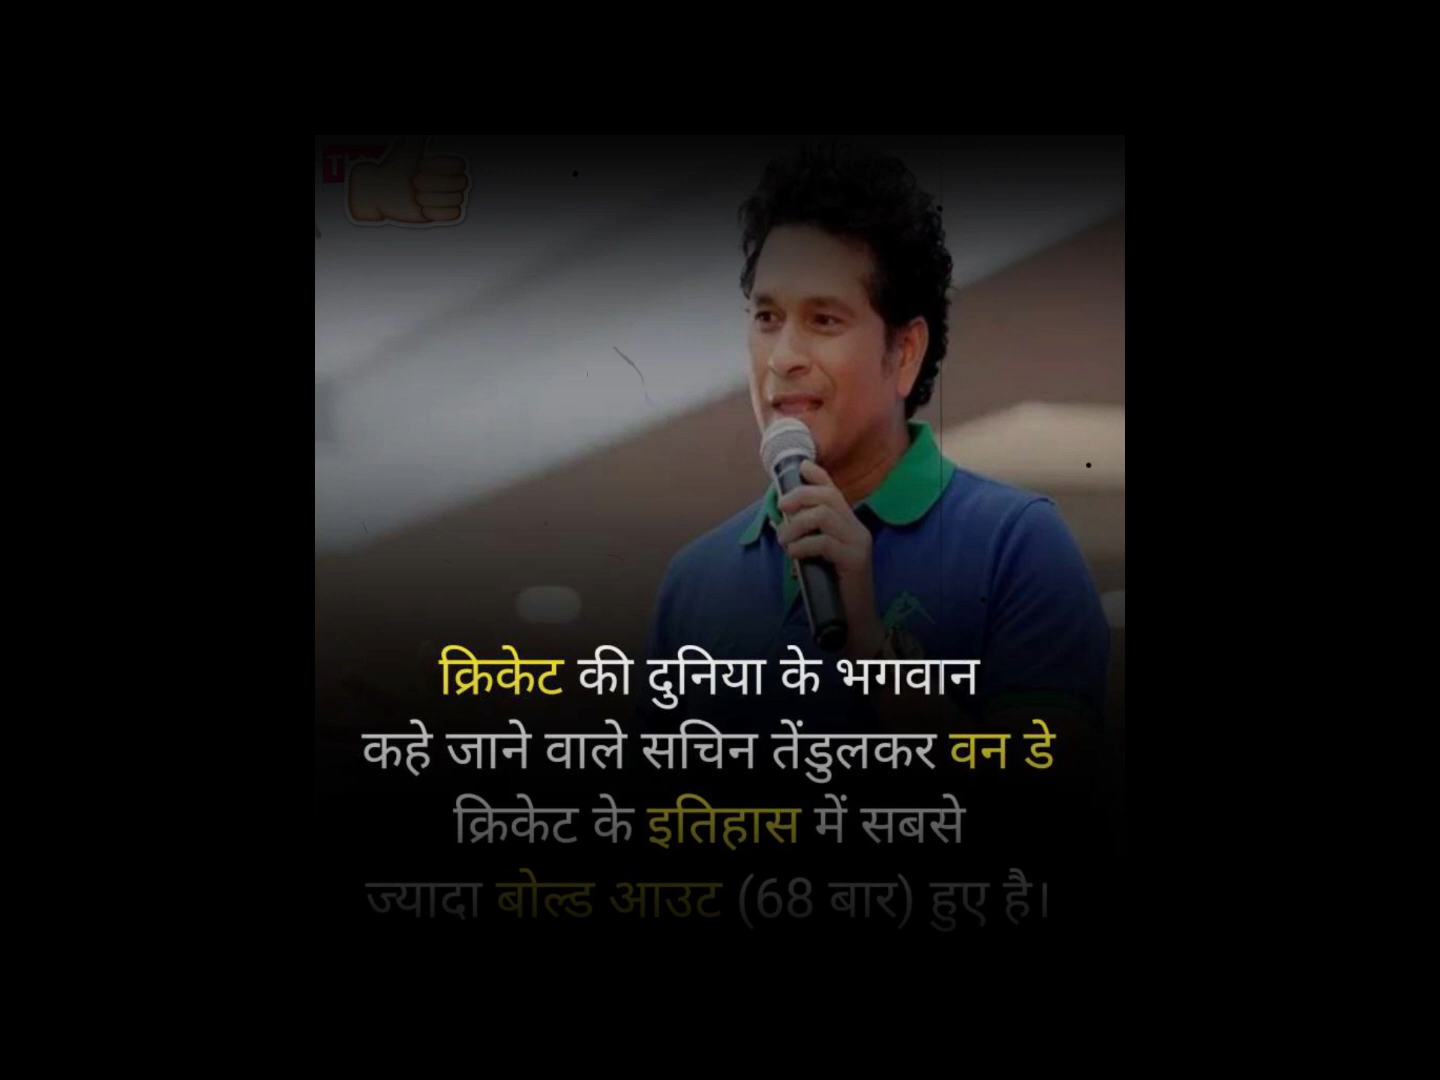 क्रिकेट की दुनिया के भगवान
कहे जाने वाले सचिन तेंडुलकर वन डे
क्रिकेट के इतिहास में सबसे
ज्यादा बोल्ड आउट (68 बार) हुए है।